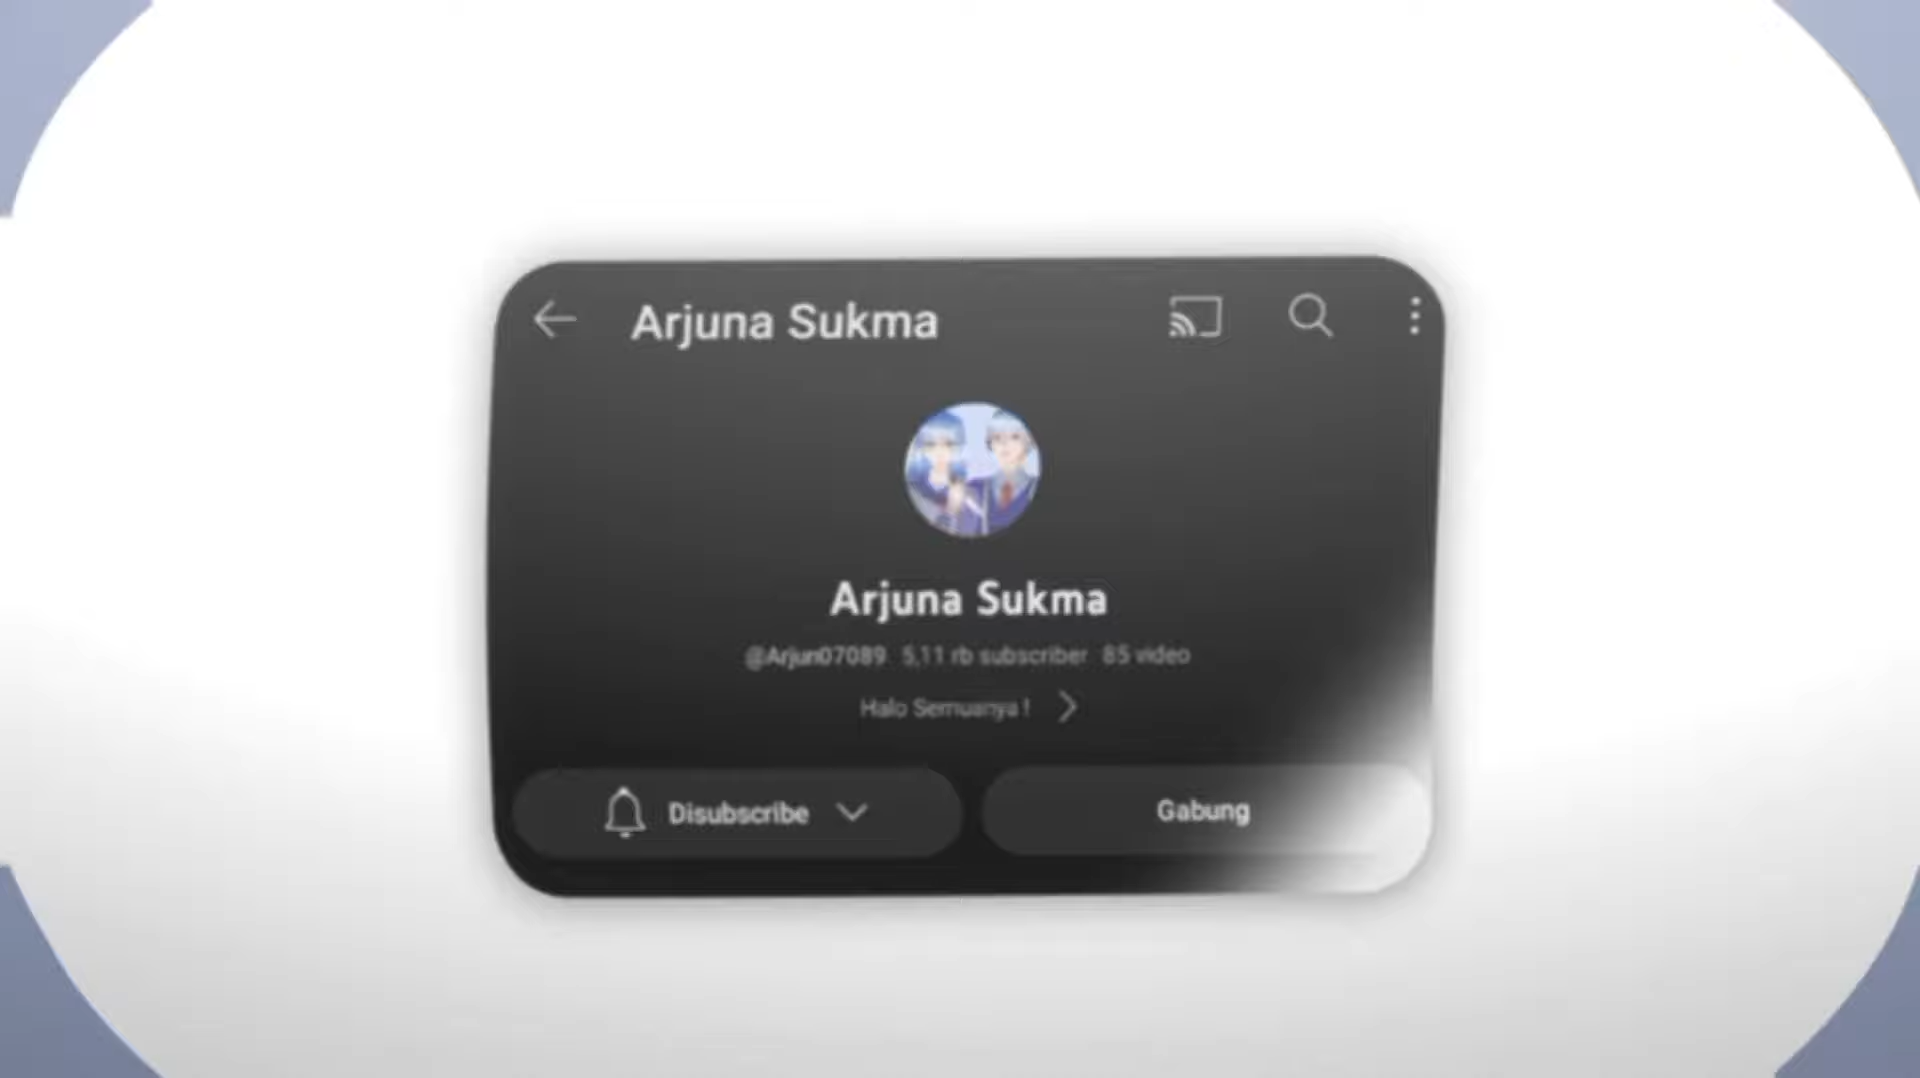 Arjuna Sukma
Arjuna Sukma
@Arjun07089 5,11 rb subscriber 85 video
Halo Semuanya !
Disubscribe
Gabung